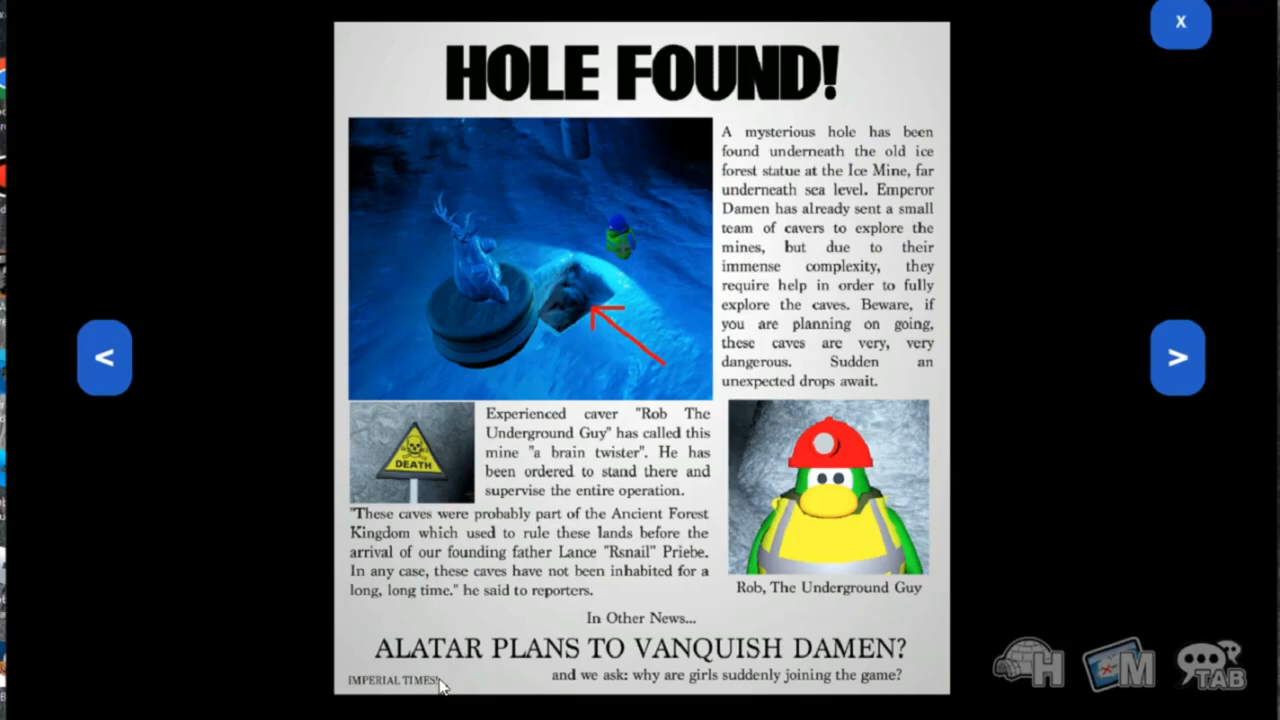 X
HOLE FOUND!
A mysterious hole has been
found underneath the old ice
forest statue at the Ice Mine, far
underneath sea level. Emperor
Damen has already sent a small
team of cavers to explore the
mines, but due to their
immense complexity, they
require help in order to fully
explore the caves. Beware, if
you are planning on going,
these caves are very, very
dangerous. Sudden an
unexpected drops await.
<
>
DEATH
Experienced caver "Rob The
Underground Guy" has called this
mine "a brain twister". He has
been ordered to stand there and
supervise the entire operation.
"These caves were probably part of the Ancient Forest
Kingdom which used to rule these lands before the
arrival of our founding father Lance "Rsnail" Priebe.
In any case, these caves have not been inhabited for a
long, long time." he said to reporters.
Rob, The Underground Guy
In Other News...
ALATAR PLANS TO VANQUISH DAMEN?
and we ask: why are girls suddenly joining the game?
IMPERIAL TIMES
H
M
TAB